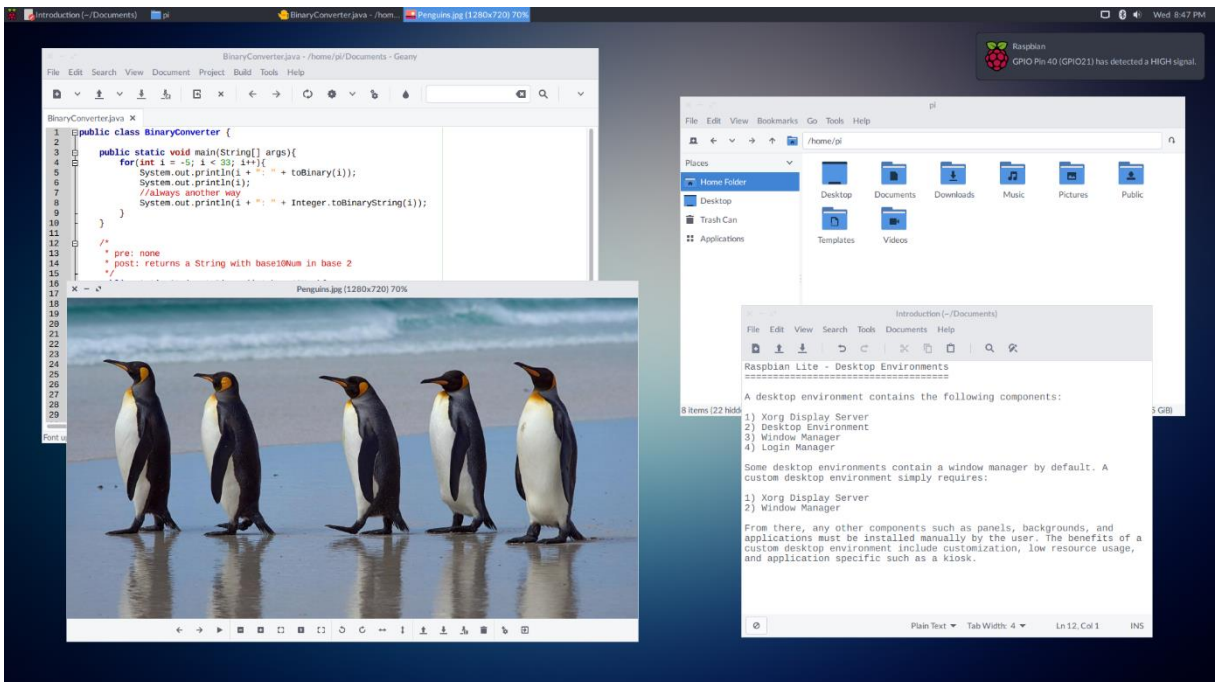 Introduction (~/Documents)
pi
BinaryConverter.java - /hom...
Penguins.jpg (1280x720) 70%
Wed 8:47 PM
Raspbian
GPIO Pin 40 (GPIO21) has detected a HIGH signal.
BinaryConverter.java - /home/pi/Documents - Geany
File Edit Search View Document Project Build Tools Help
BinaryConverter.java
1 public class BinaryConverter {
2
3 public static void main(String[] args){
4 for(int i = -5; i < 33; i++){
5 System.out.println(i + ": " + toBinary(i));
6 System.out.println(i);
7 //always another way
8 System.out.println(i + ": " + Integer.toBinaryString(i));
9 }
10 }
11
12 /*
13 * pre: none
14 * post: returns a String with base10Num in base 2
15 */
16
17
18
19
20
21
22
23
24
25
26
27
28
29
Penguins.jpg (1280x720) 70%
pi
File Edit View Bookmarks Go Tools Help
/home/pi
Places
Home Folder
Desktop
Trash Can
Applications
Desktop Documents Downloads Music Pictures Public
Templates Videos
8 items (22
Introduction (~/Documents)
File Edit View Search Tools Documents Help
Raspbian Lite - Desktop Environments
====================================
A desktop environment contains the following components:
1) Xorg Display Server
2) Desktop Environment
3) Window Manager
4) Login Manager
Some desktop environments contain a window manager by default. A
custom desktop environment simply requires:
1) Xorg Display Server
2) Window Manager
From there, any other components such as panels, backgrounds, and
applications must be installed manually by the user. The benefits of a
custom desktop environment include customization, low resource usage,
and application specific such as a kiosk.
Plain Text Tab Width: 4 Ln 12, Col 1 INS